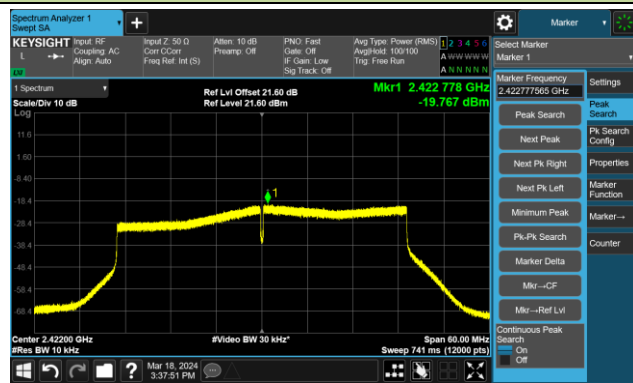 Spectrum Analyzer 1
Swept SA
Marker
KEYSIGHT
Input: RF
Coupling: AC
Align: Auto
Input Z: 50 Ω
Corr CCorr
Freq Ref: Int (S)
Atten: 10 dB
Preamp: Off
PNO: Fast
Gate: Off
IF Gain: Low
Sig Track: Off
Avg Type: Power (RMS)
Avg|Hold: 100/100
Trig: Free Run
1 2 3 4 5 6
A W W W W W
A N N N N N
L
Select Marker
Marker 1
1 Spectrum
Scale/Div 10 dB
Log
Ref Lvl Offset 21.60 dB
Ref Level 21.60 dBm
Mkr1 2.422 778 GHz
-19.767 dBm
11.6
1.60
-8.40
-18.4
-28.4
-38.4
-48.4
-58.4
-68.4
1
Center 2.42200 GHz
#Res BW 10 kHz
#Video BW 30 kHz*
Span 60.00 MHz
Sweep 741 ms (12000 pts)
Mar 18, 2024
3:37:51 PM
?
Marker Frequency
2.422777565 GHz
Peak Search
Next Peak
Next Pk Right
Next Pk Left
Minimum Peak
Pk-Pk Search
Marker Delta
Mkr→CF
Mkr→Ref Lvl
Continuous Peak
Search
On
Off
Settings
Peak
Search
Pk Search
Config
Properties
Marker
Function
Marker→
Counter